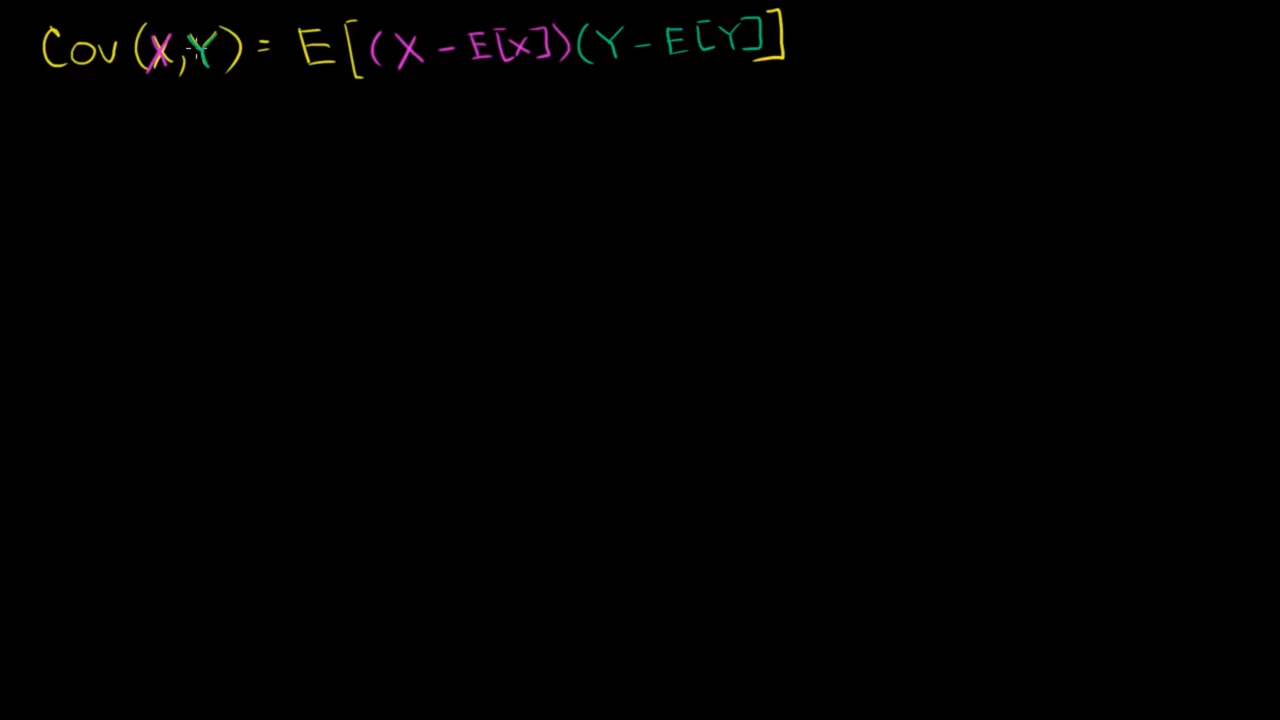 Cov (X,Y) = E[(X - E[X])(Y - E[Y]]